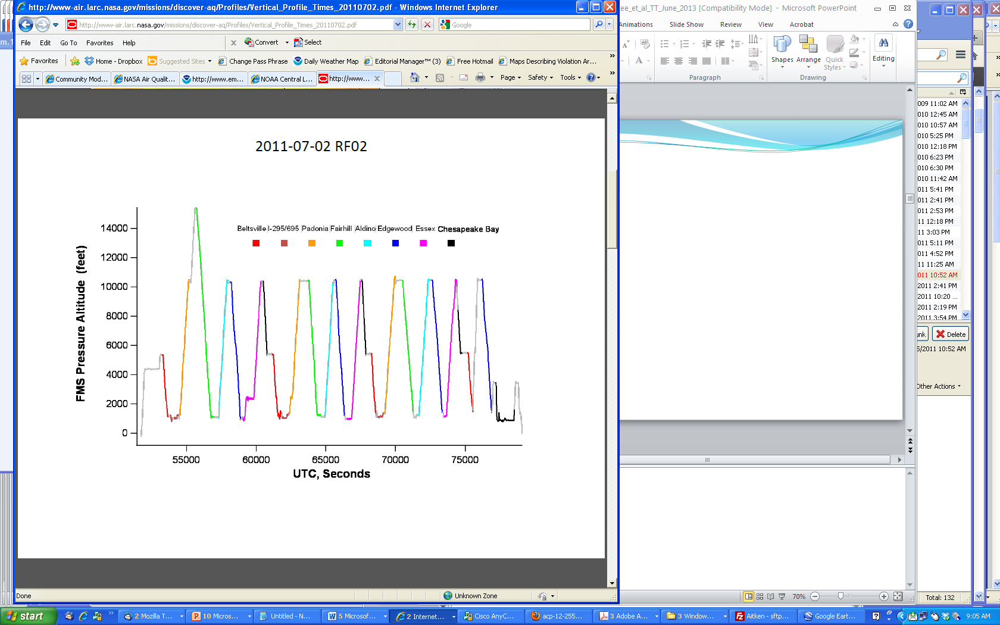 http://www-air.larc.nasa.gov/missions/discover-aq/Profiles/Vertical_Profile_Times_20110702.pdf - Windows Internet Explorer
http://www-air.larc.nasa.gov/missions/discover-aq/Profiles/Vertical_Profile_Times_20110702.pdf
Google
File Edit Go To Favorites Help
x Convert Select
Favorites Home - Dropbox Suggested Sites Change Pass Phrase Daily Weather Map Editorial Manager™ (3) Free Hotmail Maps Describing Violation Ar...
Community Mod... NASA Air Qualit... http://www.em... NOAA Central L... http://www... Page Safety Tools
2011-07-02 RF02
Beltsville I-295/695 Padonia Fairhill Aldino Edgewood Essex Chesapeake Bay
FMS Pressure Altitude (feet)
14000
12000
10000
8000
6000
4000
2000
0
55000 60000 65000 70000 75000
UTC, Seconds
Done
Unknown Zone
ee_et_al_TT_June_2013 [Compatibility Mode] - Microsoft PowerPoint
Animations Slide Show Review View Acrobat
Shapes Arrange Quick Styles Editing
Paragraph Drawing
70%
009 11:02 AM
010 12:45 AM
010 10:57 AM
010 5:25 PM
010 12:18 PM
010 6:23 PM
010 6:30 PM
010 11:42 AM
011 5:41 PM
011 2:41 PM
011 2:53 PM
11 12:18 PM
11 3:03 PM
011 5:11 PM
011 4:52 PM
11 11:25 AM
011 10:52 AM
2011 2:41 PM
2011 10:20 ...
2011 2:19 PM
2011 3:54 PM
unk Delete
5/2011 10:52 AM
Other Actions
Total: 132
start 2 Mozilla T... 10 Micros... Untitled - N... 5 Microsof... 2 Internet... Cisco AnyC... acp-12-255... 3 Adobe A... 3 Window... Aitken - sftp... Google Eart... 9:05 AM